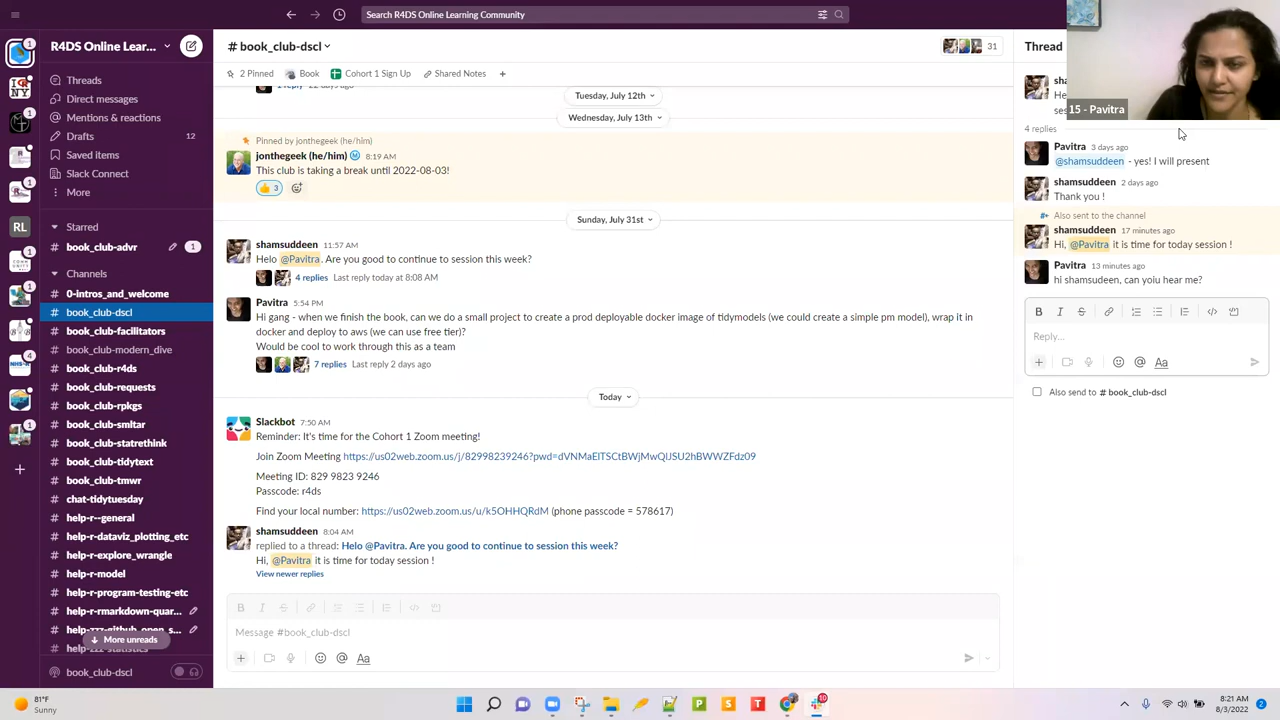 Search R4DS Online Learning Community
R4DS Online Lear...
Threads
Direct messages
Mentions & reactions
Drafts
12
Saved items
Slack Connect
More
Starred
book_club-advr
1
Channels
0-intros_and_welcome
book_club-dscl
book_club-facilitators
book_club-modern_dive
book_club-r4ds
book_club-requests
book_club-rpkgs
book_club-smltar
book_club-statrethink
book_club-tidytext
book_club-tmwr
chat-tidytuesday
help-r--general
help-r-dataviz_plotting_etc
help-r-explore_wrangle
help-r-model
help-r-program-testing-etc
help-r-rmarkdown-quar...
help-zzz-github_open_s...
More unreads
book_club-dscl
RL
# book_club-dscl
31
2 Pinned
Book
Cohort 1 Sign Up
Shared Notes
Tuesday, July 12th
Wednesday, July 13th
Pinned by jonthegeek (he/him)
jonthegeek (he/him) 8:19 AM
This club is taking a break until 2022-08-03!
3
Sunday, July 31st
shamsuddeen 11:57 AM
Helo @Pavitra. Are you good to continue to session this week?
4 replies Last reply today at 8:08 AM
Pavitra 5:54 PM
Hi gang - when we finish the book, can we do a small project to create a prod deployable docker image of tidymodels (we could create a simple pm model), wrap it in
docker and deploy to aws (we can use free tier)?
Would be cool to work through this as a team
7 replies Last reply 2 days ago
Today
Slackbot 7:50 AM
Reminder: It's time for the Cohort 1 Zoom meeting!
Join Zoom Meeting https://us02web.zoom.us/j/82998239246?pwd=dVNMaElTSCtBWjMwQlJSU2hBWWZFdz09
Meeting ID: 829 9823 9246
Passcode: r4ds
Find your local number: https://us02web.zoom.us/u/k5OHHQRdM (phone passcode = 578617)
shamsuddeen 8:04 AM
replied to a thread: Helo @Pavitra. Are you good to continue to session this week?
Hi, @Pavitra it is time for today session !
View newer replies
Message #book_club-dscl
Thread
15 - Pavitra
4 replies
Pavitra 3 days ago
@shamsuddeen - yes! I will present
shamsuddeen 2 days ago
Thank you !
Also sent to the channel
shamsuddeen 17 minutes ago
Hi, @Pavitra it is time for today session !
Pavitra 13 minutes ago
hi shamsudeen, can yoiu hear me?
Reply...
Also send to # book_club-dscl
81°F
Sunny
10
8:21 AM
8/3/2022
2